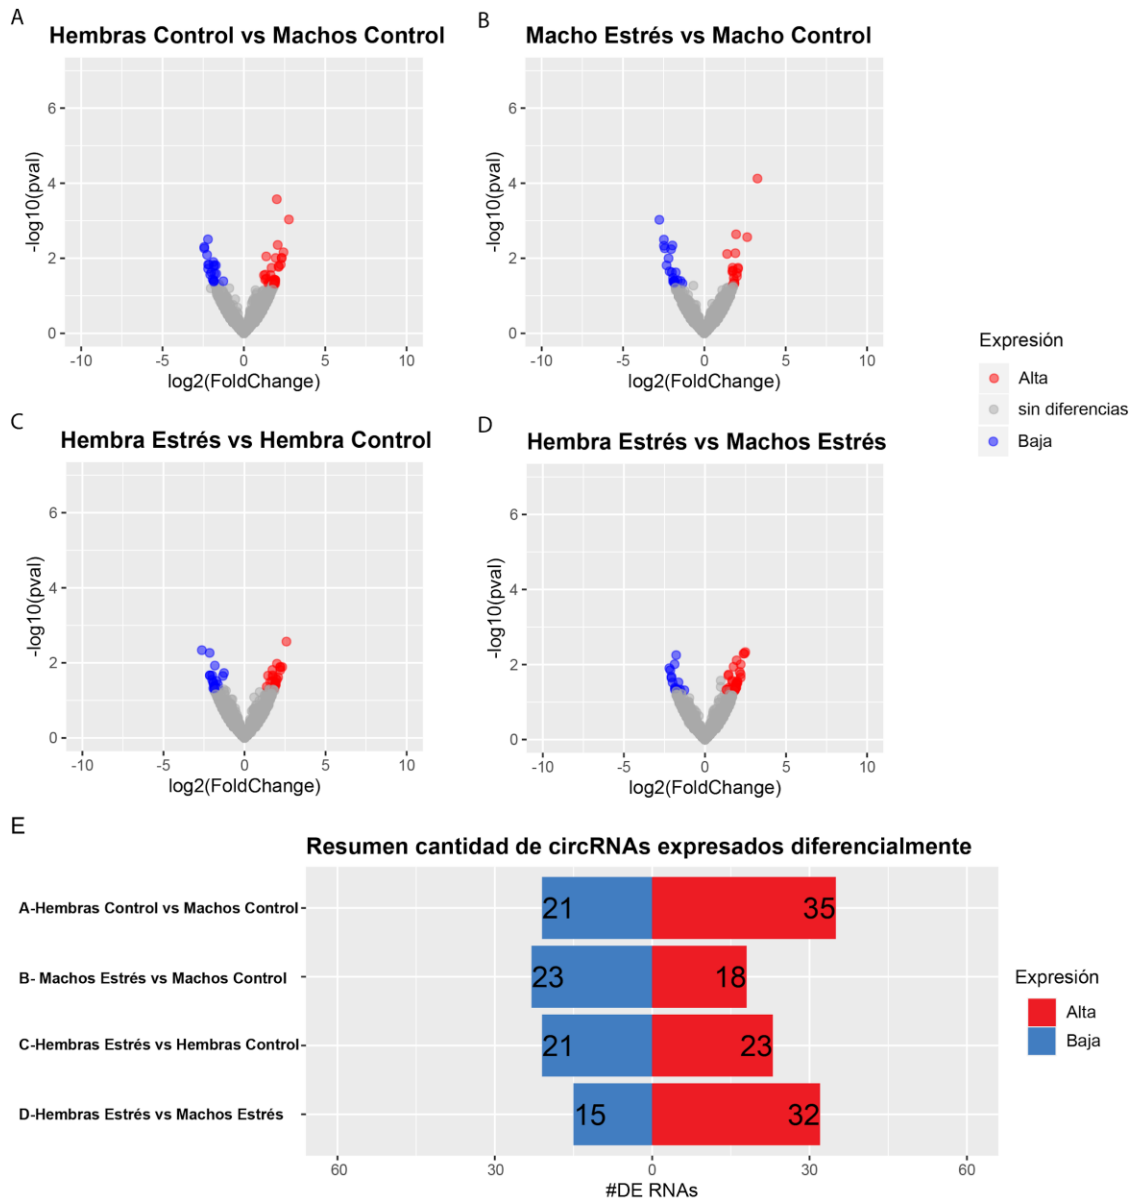 A
Hembras Control vs Machos Control
-log10(pval)
6
4
2
0
-10
-5
0
5
10
log2(FoldChange)
B
Macho Estrés vs Macho Control
-log10(pval)
6
4
2
0
-10
-5
0
5
10
log2(FoldChange)
Expresión
Alta
sin diferencias
Baja
C
Hembra Estrés vs Hembra Control
-log10(pval)
6
4
2
0
-10
-5
0
5
10
log2(FoldChange)
D
Hembra Estrés vs Machos Estrés
-log10(pval)
6
4
2
0
-10
-5
0
5
10
log2(FoldChange)
E
Resumen cantidad de circRNAs expresados diferencialmente
A-Hembras Control vs Machos Control
21
35
B- Machos Estrés vs Machos Control
23
18
C-Hembras Estrés vs Hembras Control
21
23
D-Hembras Estrés vs Machos Estrés
15
32
60
30
0
30
60
#DE RNAs
Expresión
Alta
Baja